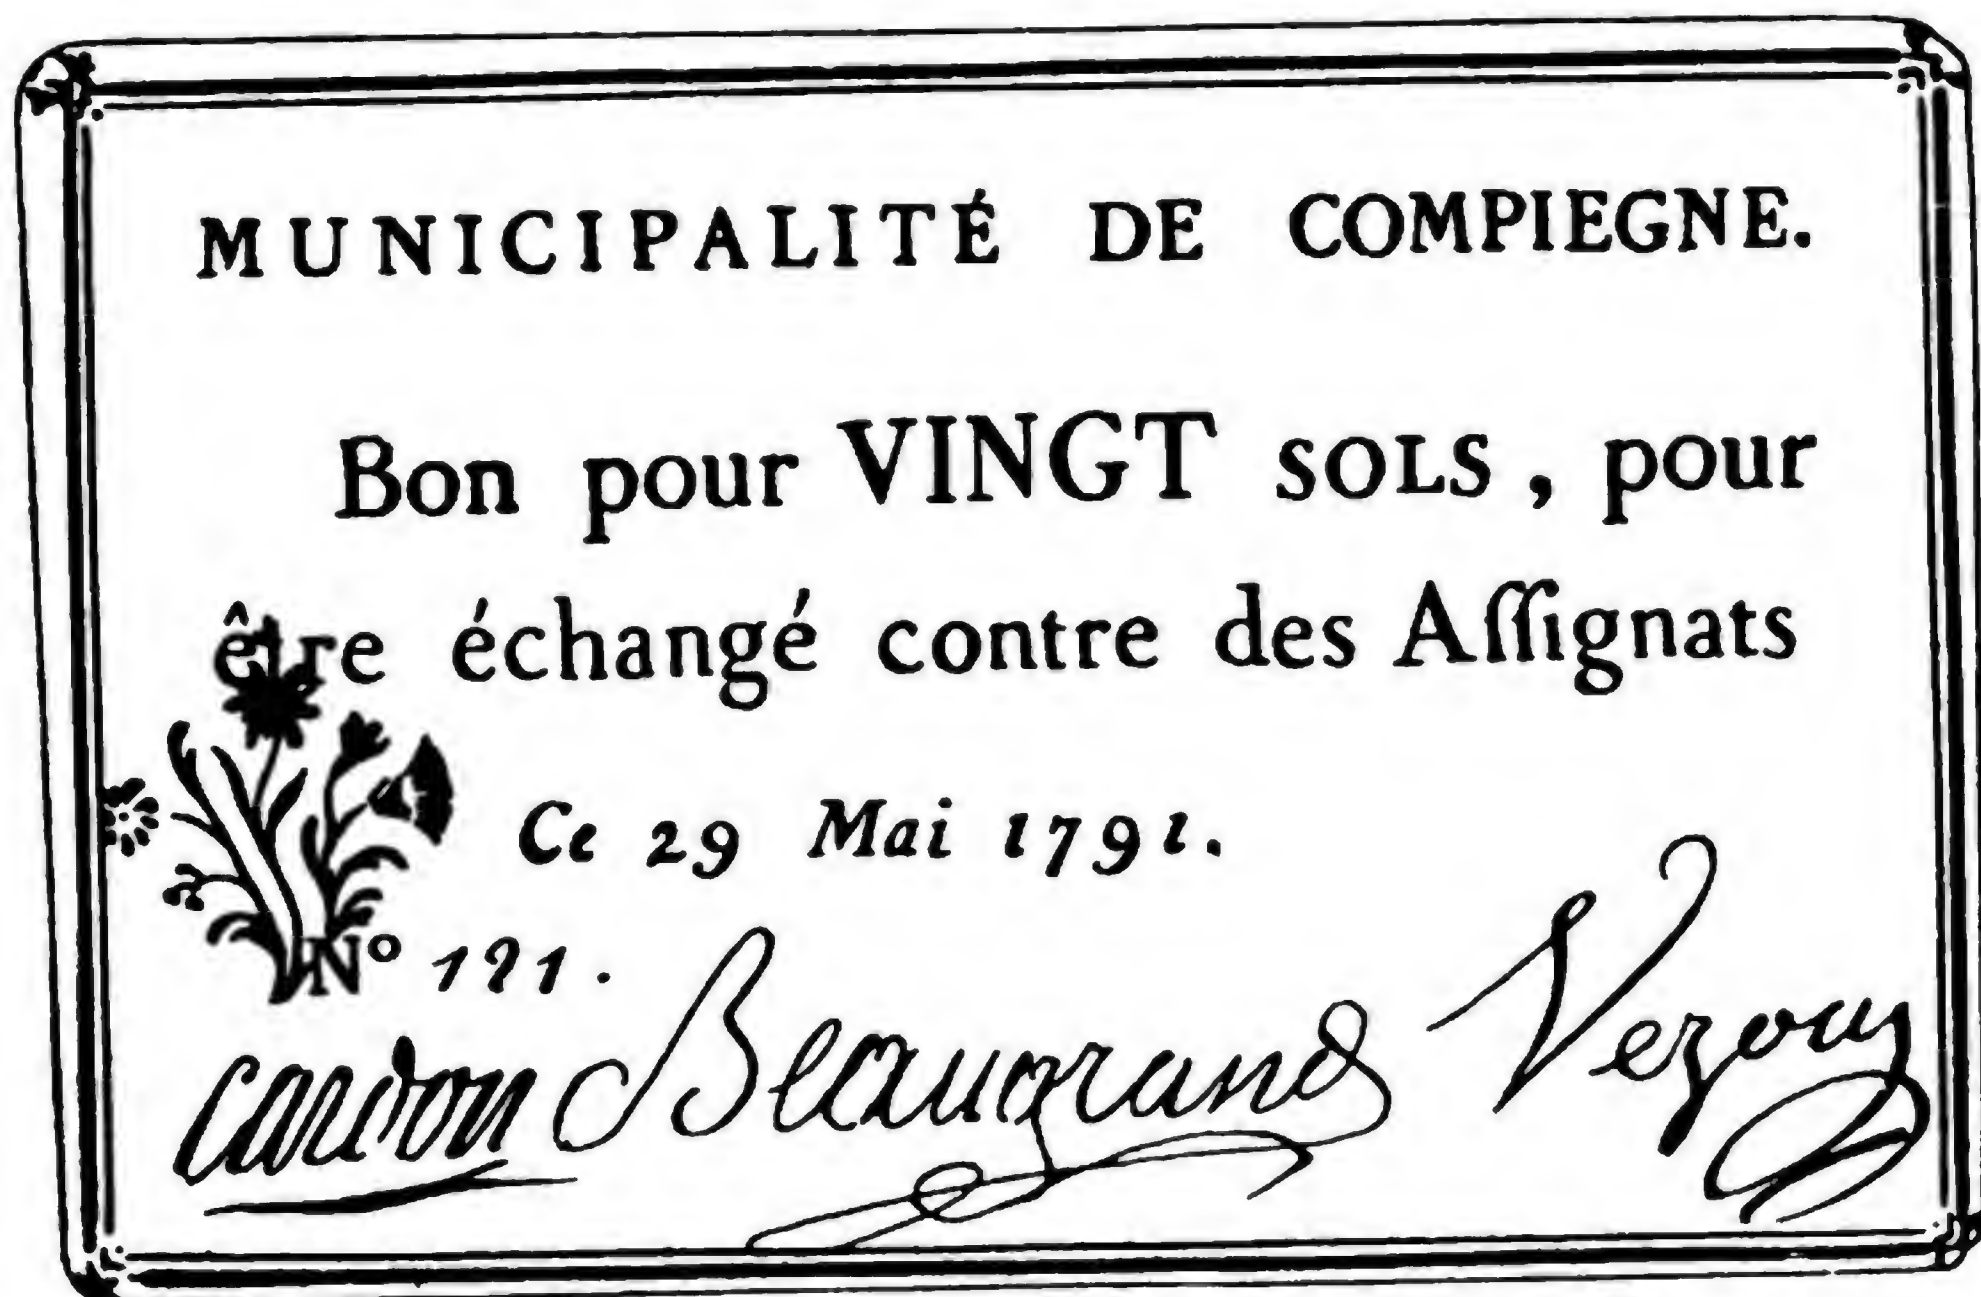 MUNICIPALITÉ DE COMPIEGNE.
Bon pour VINGT SOLS, pour
être échangé contre des Aſſignats
Ce 29 Mai 1791.
N° 121.
cardon Beaugrand Vezou